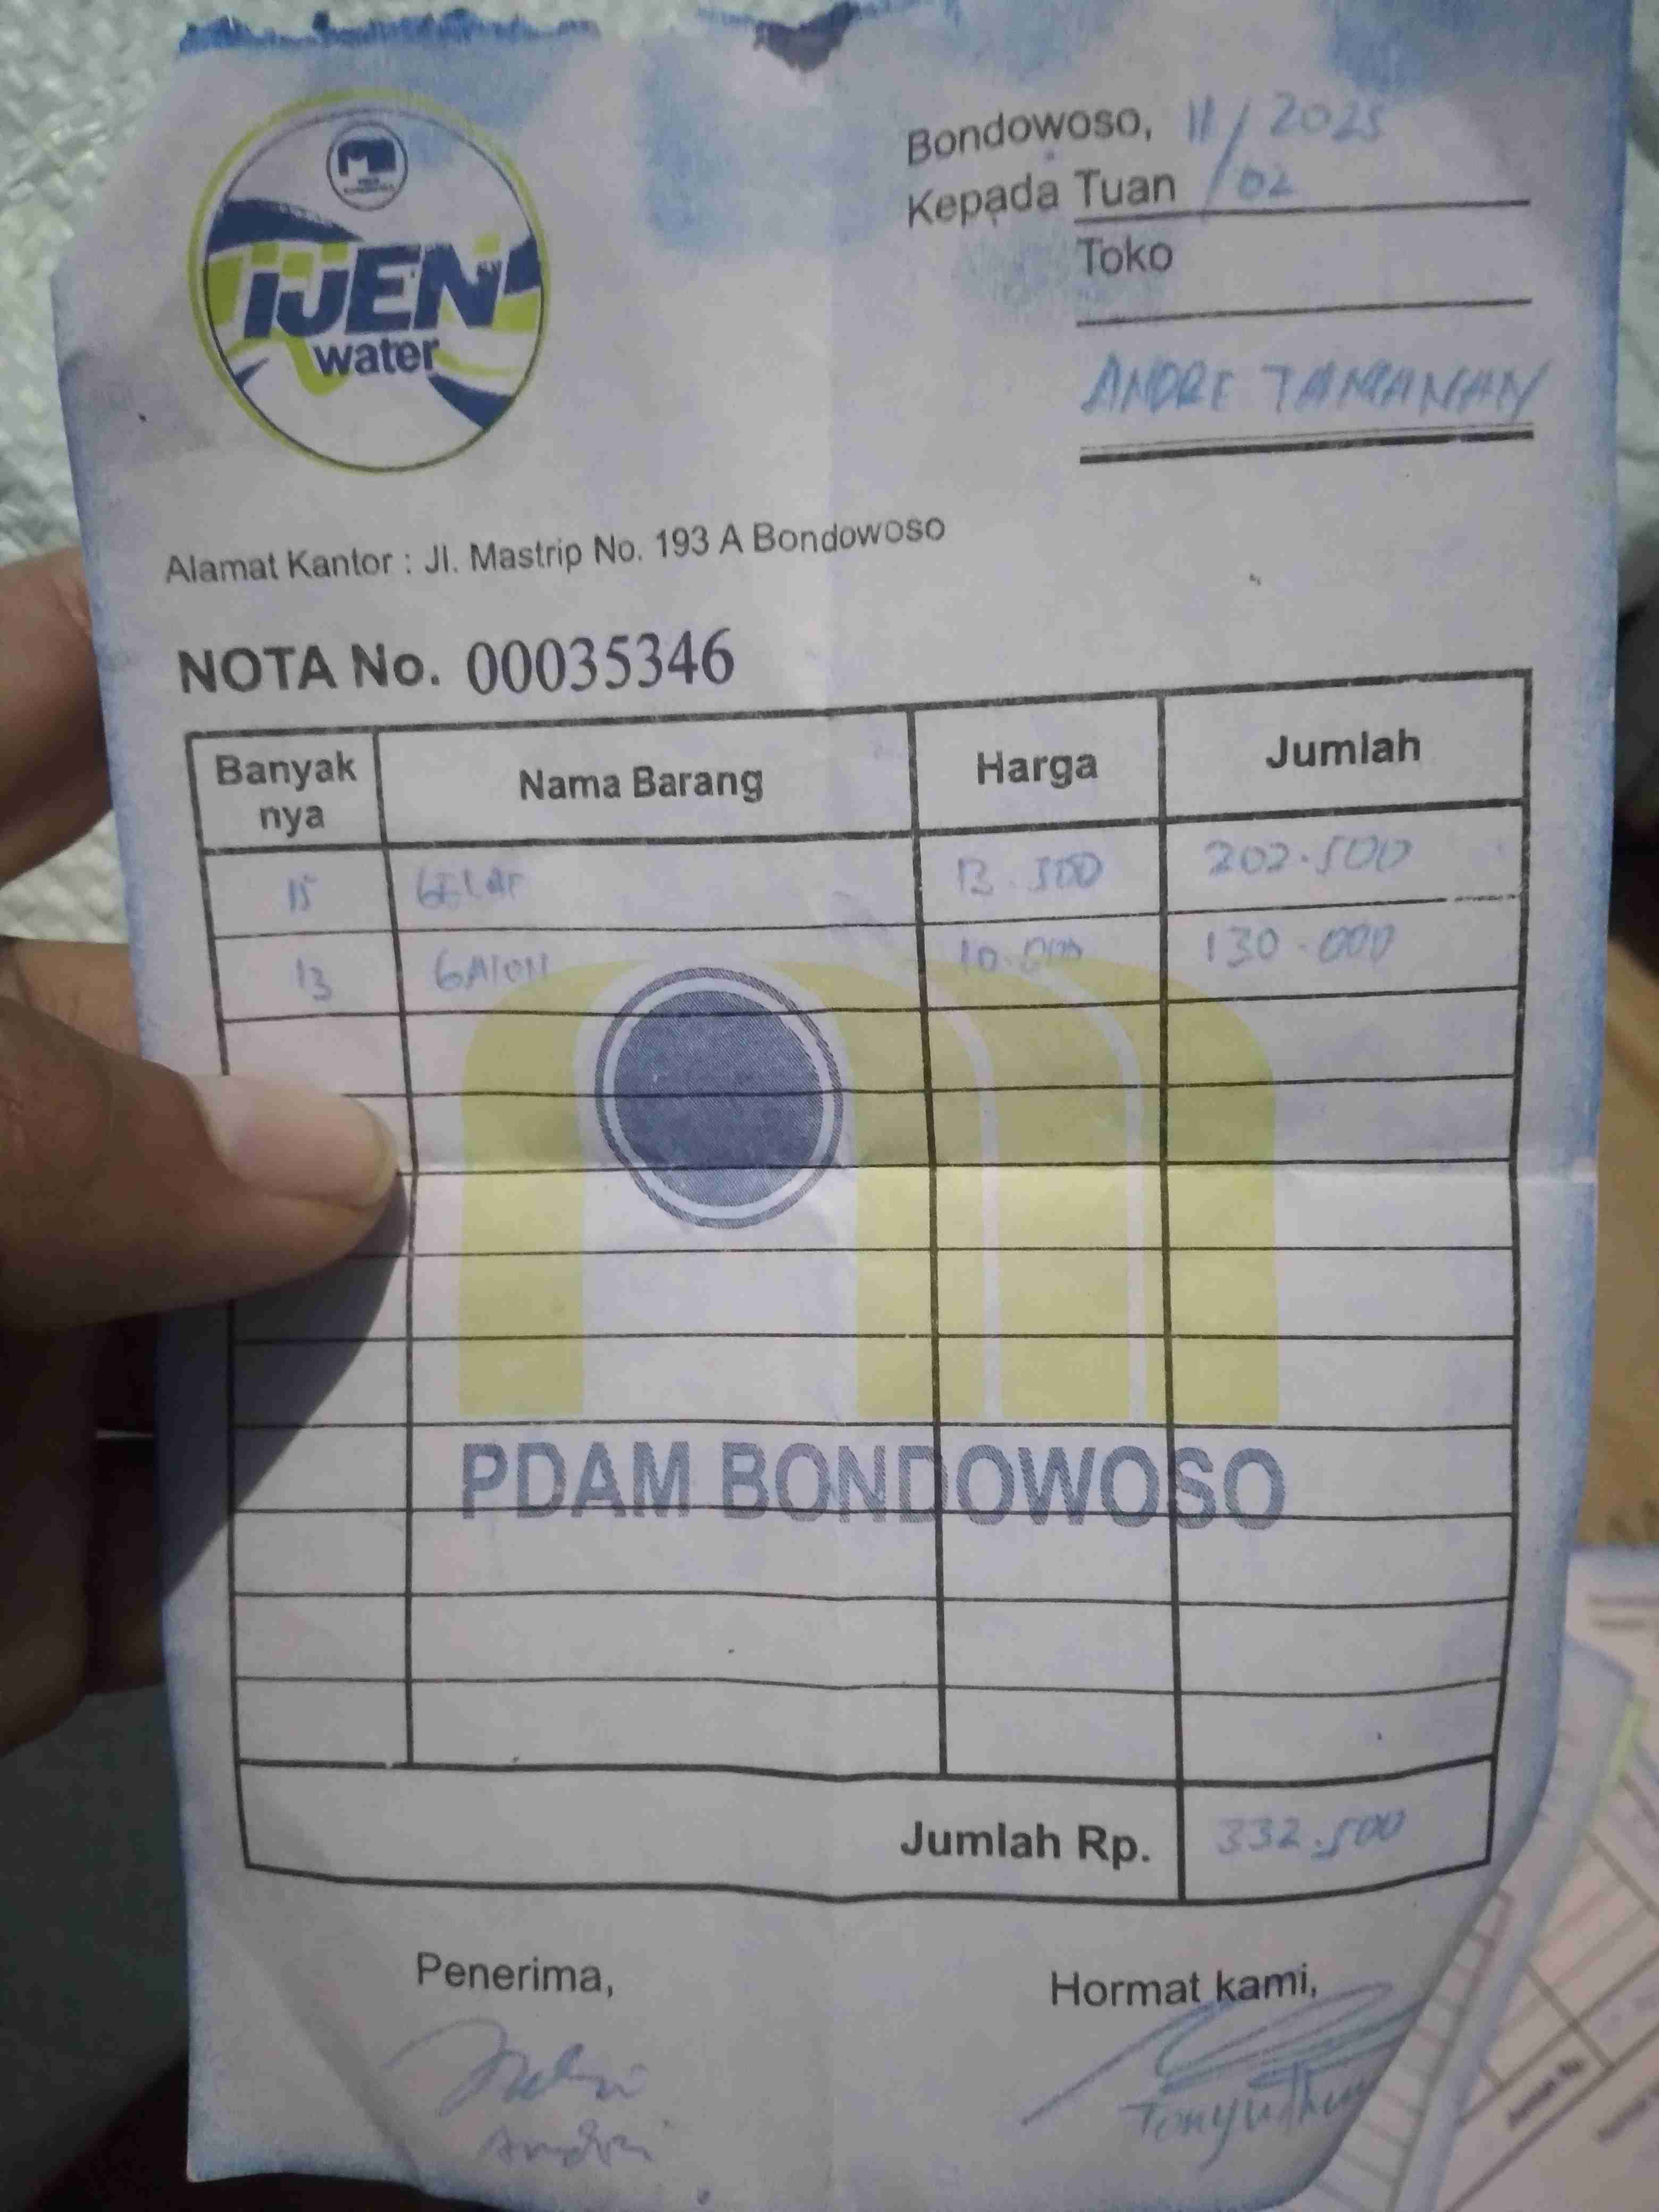 IJEN
water
Bondowoso, 11/02/2025
Kepada Tuan
Toko
ANDRE TAMANAN
Alamat Kantor : Jl. Mastrip No. 193 A Bondowoso
NOTA No. 00035346
Banyak nya Nama Barang Harga Jumlah
15 GELAS 13.500 202.500
13 GALON 10.000 130.000
PDAM BONDOWOSO
Jumlah Rp. 332.500
Penerima, Hormat kami,